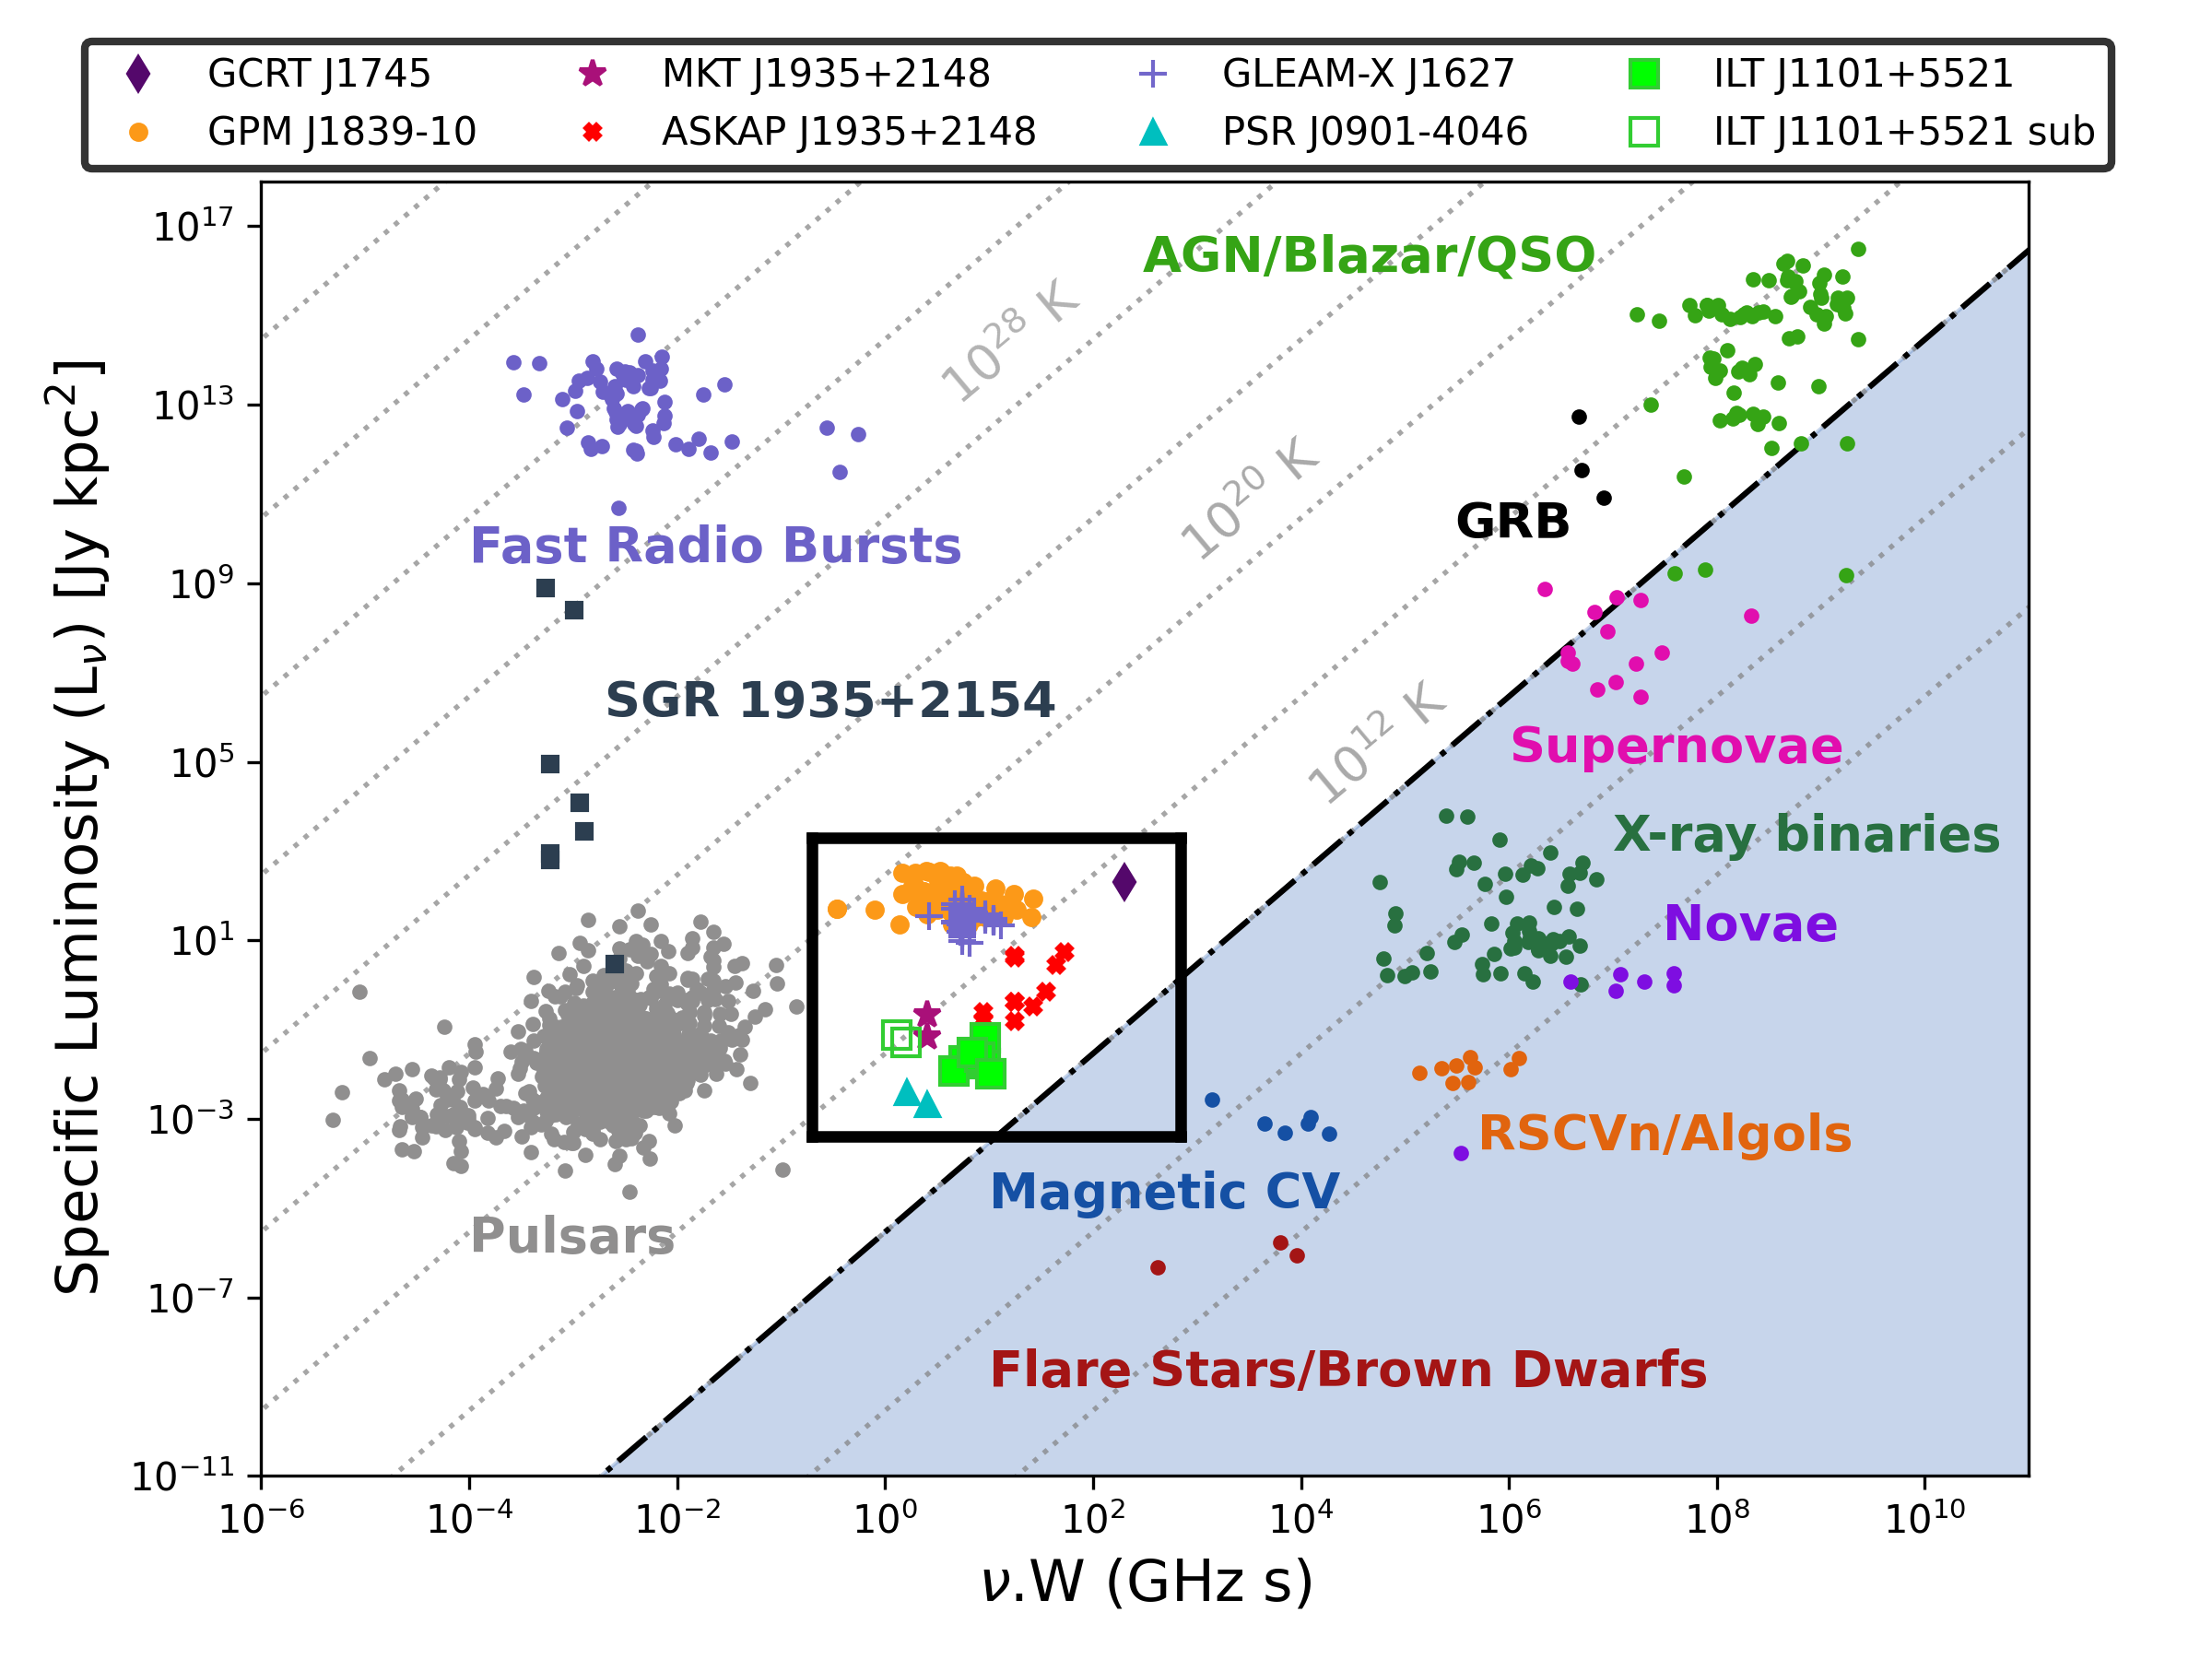 GCRT J1745
MKT J1935+2148
GLEAM-X J1627
ILT J1101+5521
GPM J1839-10
ASKAP J1935+2148
PSR J0901-4046
ILT J1101+5521 sub
10¹⁷
10¹³
10⁹
10⁵
10¹
10⁻³
10⁻⁷
10⁻¹¹
Specific Luminosity (Lᵥ) [Jy kpc²]
AGN/Blazar/QSO
10²⁸ K
10²⁰ K
GRB
Fast Radio Bursts
SGR 1935+2154
10¹² K
Supernovae
X-ray binaries
Novae
RSCVn/Algols
Magnetic CV
Pulsars
Flare Stars/Brown Dwarfs
10⁻⁶
10⁻⁴
10⁻²
10⁰
10²
10⁴
10⁶
10⁸
10¹⁰
ν.W (GHz s)